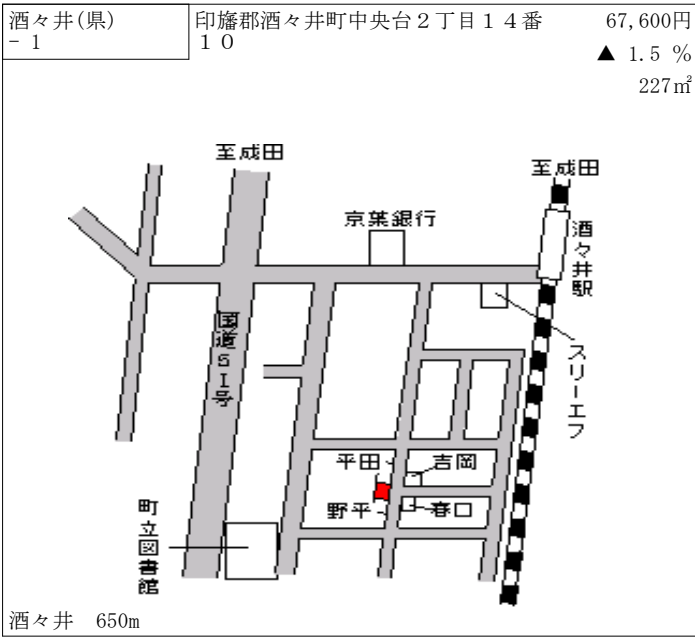 酒々井(県)
- 1
印旛郡酒々井町中央台２丁目１４番
１０
67,600円
▲ 1.5 %
227㎡
至成田
至成田
京葉銀行
酒々井駅
国道51号
スリーエフ
平田
吉岡
野平
春口
町立図書館
酒々井 650m